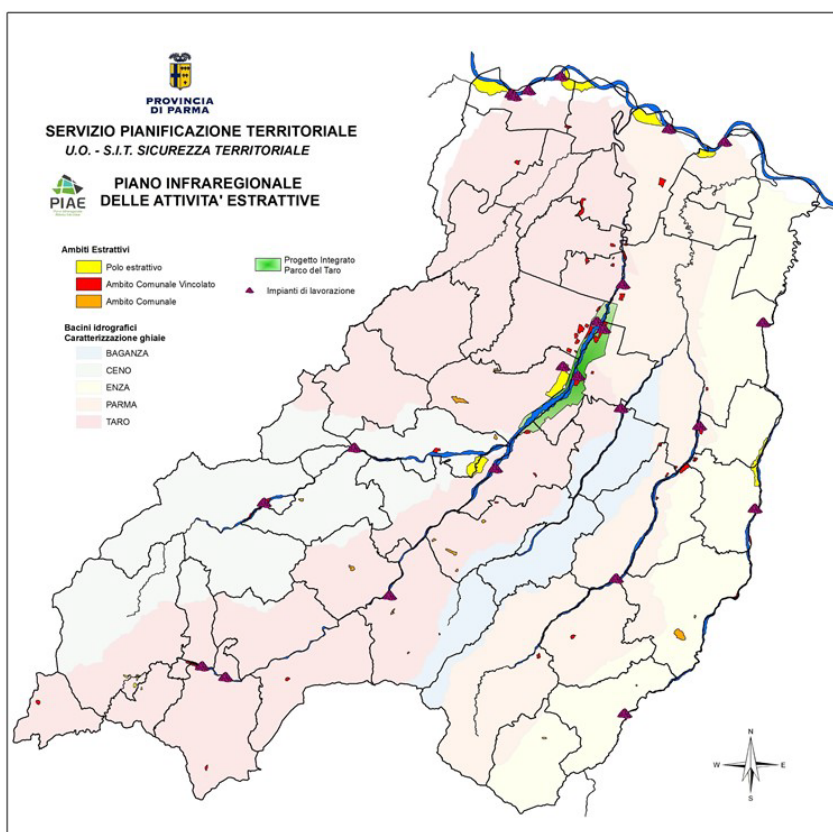 PROVINCIA
DI PARMA
SERVIZIO PIANIFICAZIONE TERRITORIALE
U.O. - S.I.T. SICUREZZA TERRITORIALE
PIAE
PIANO INFRAREGIONALE
DELLE ATTIVITA' ESTRATTIVE
Ambiti Estrattivi
Polo estrattivo
Ambito Comunale Vincolato
Ambito Comunale
Progetto Integrato
Parco del Taro
Impianti di lavorazione
Bacini idrografici
Caratterizzazione ghiaie
BAGANZA
CENO
ENZA
PARMA
TARO
N
W
E
S